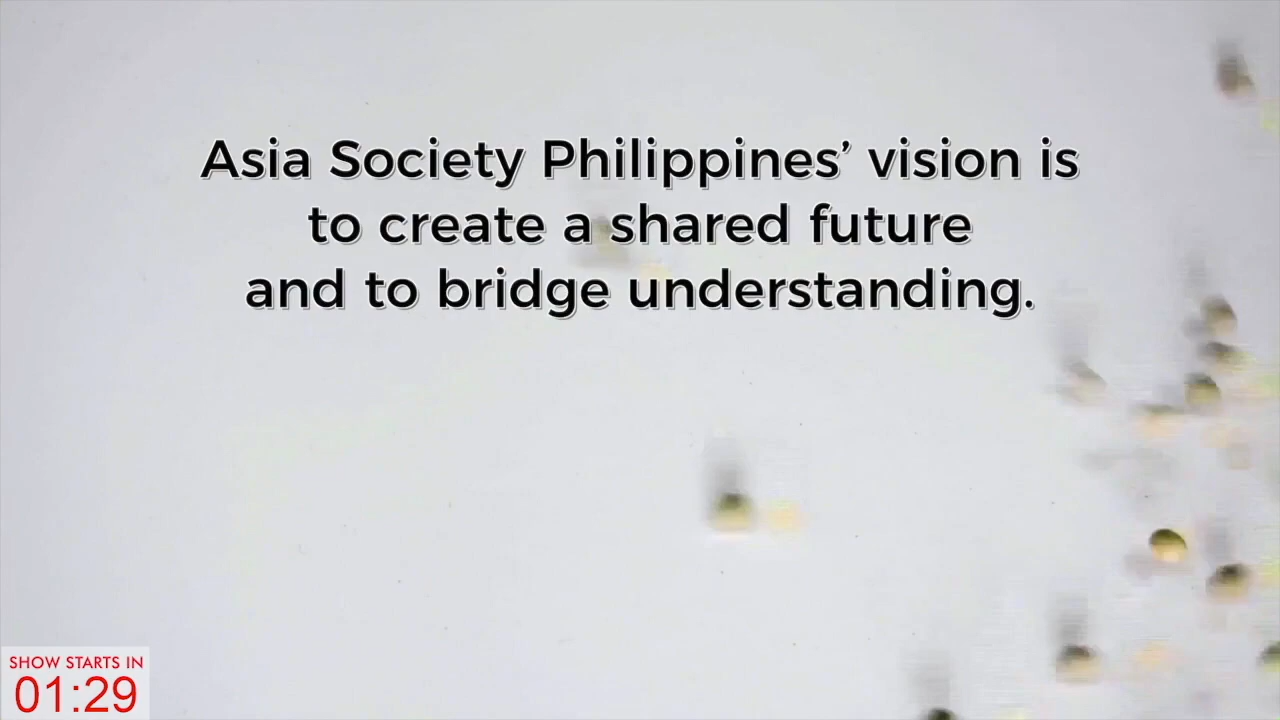 Asia Society Philippines’ vision is
to create a shared future
and to bridge understanding.
SHOW STARTS IN
01:29